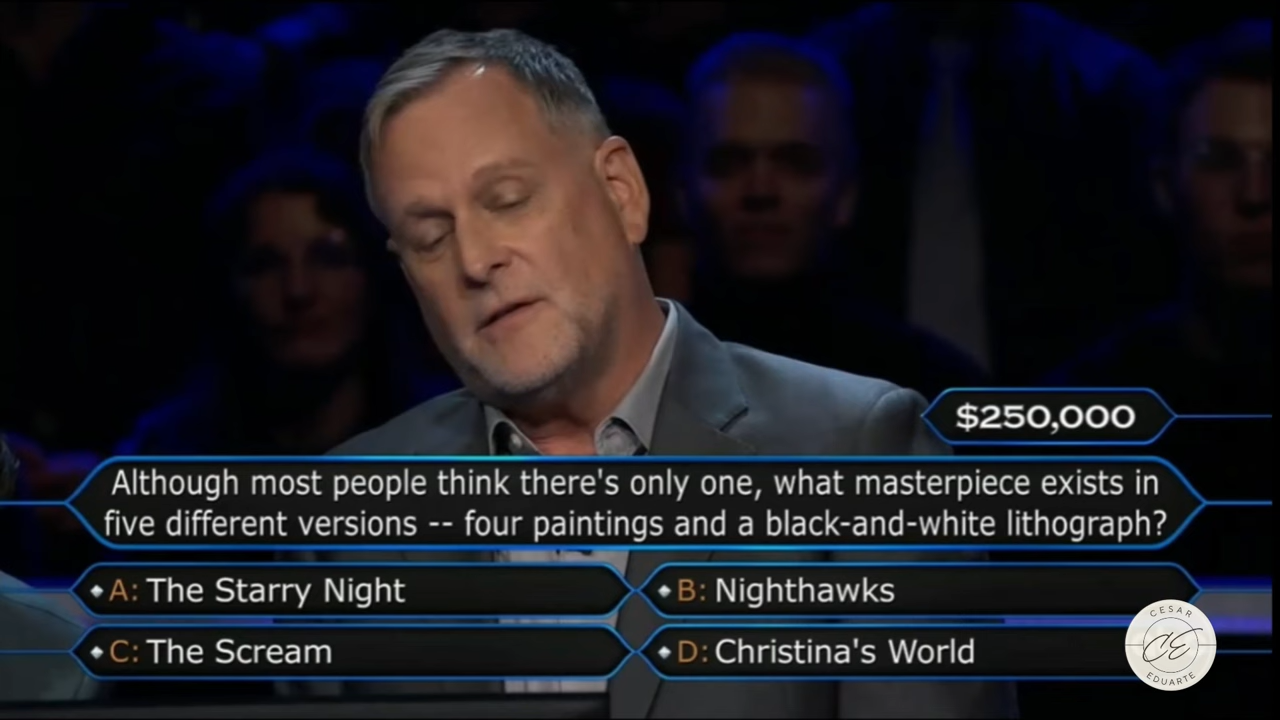 $250,000
Although most people think there's only one, what masterpiece exists in
five different versions -- four paintings and a black-and-white lithograph?
A: The Starry Night
B: Nighthawks
C: The Scream
D: Christina's World
CESAR
CE
EDUARTE